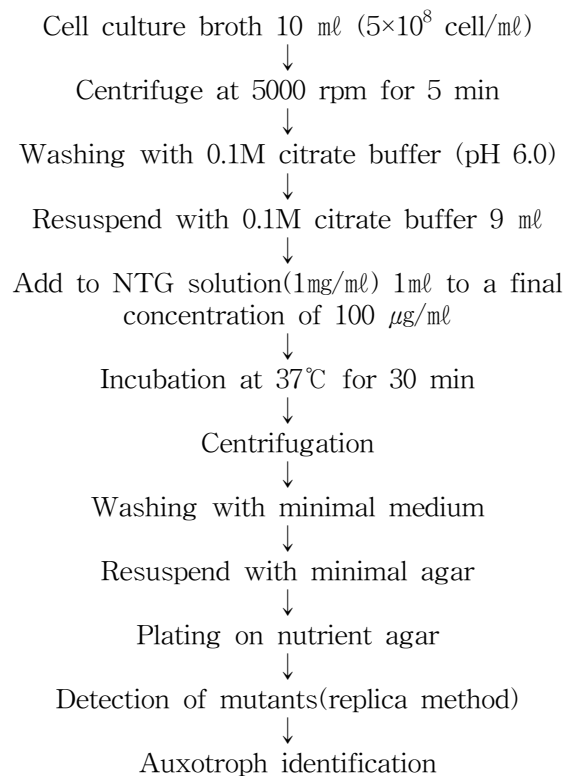 Cell culture broth 10 ㎖ (5×10⁸ cell/㎖)
↓
Centrifuge at 5000 rpm for 5 min
↓
Washing with 0.1M citrate buffer (pH 6.0)
↓
Resuspend with 0.1M citrate buffer 9 ㎖
↓
Add to NTG solution(1㎎/㎖) 1㎖ to a final
concentration of 100 ㎍/㎖
↓
Incubation at 37℃ for 30 min
↓
Centrifugation
↓
Washing with minimal medium
↓
Resuspend with minimal agar
↓
Plating on nutrient agar
↓
Detection of mutants(replica method)
↓
Auxotroph identification